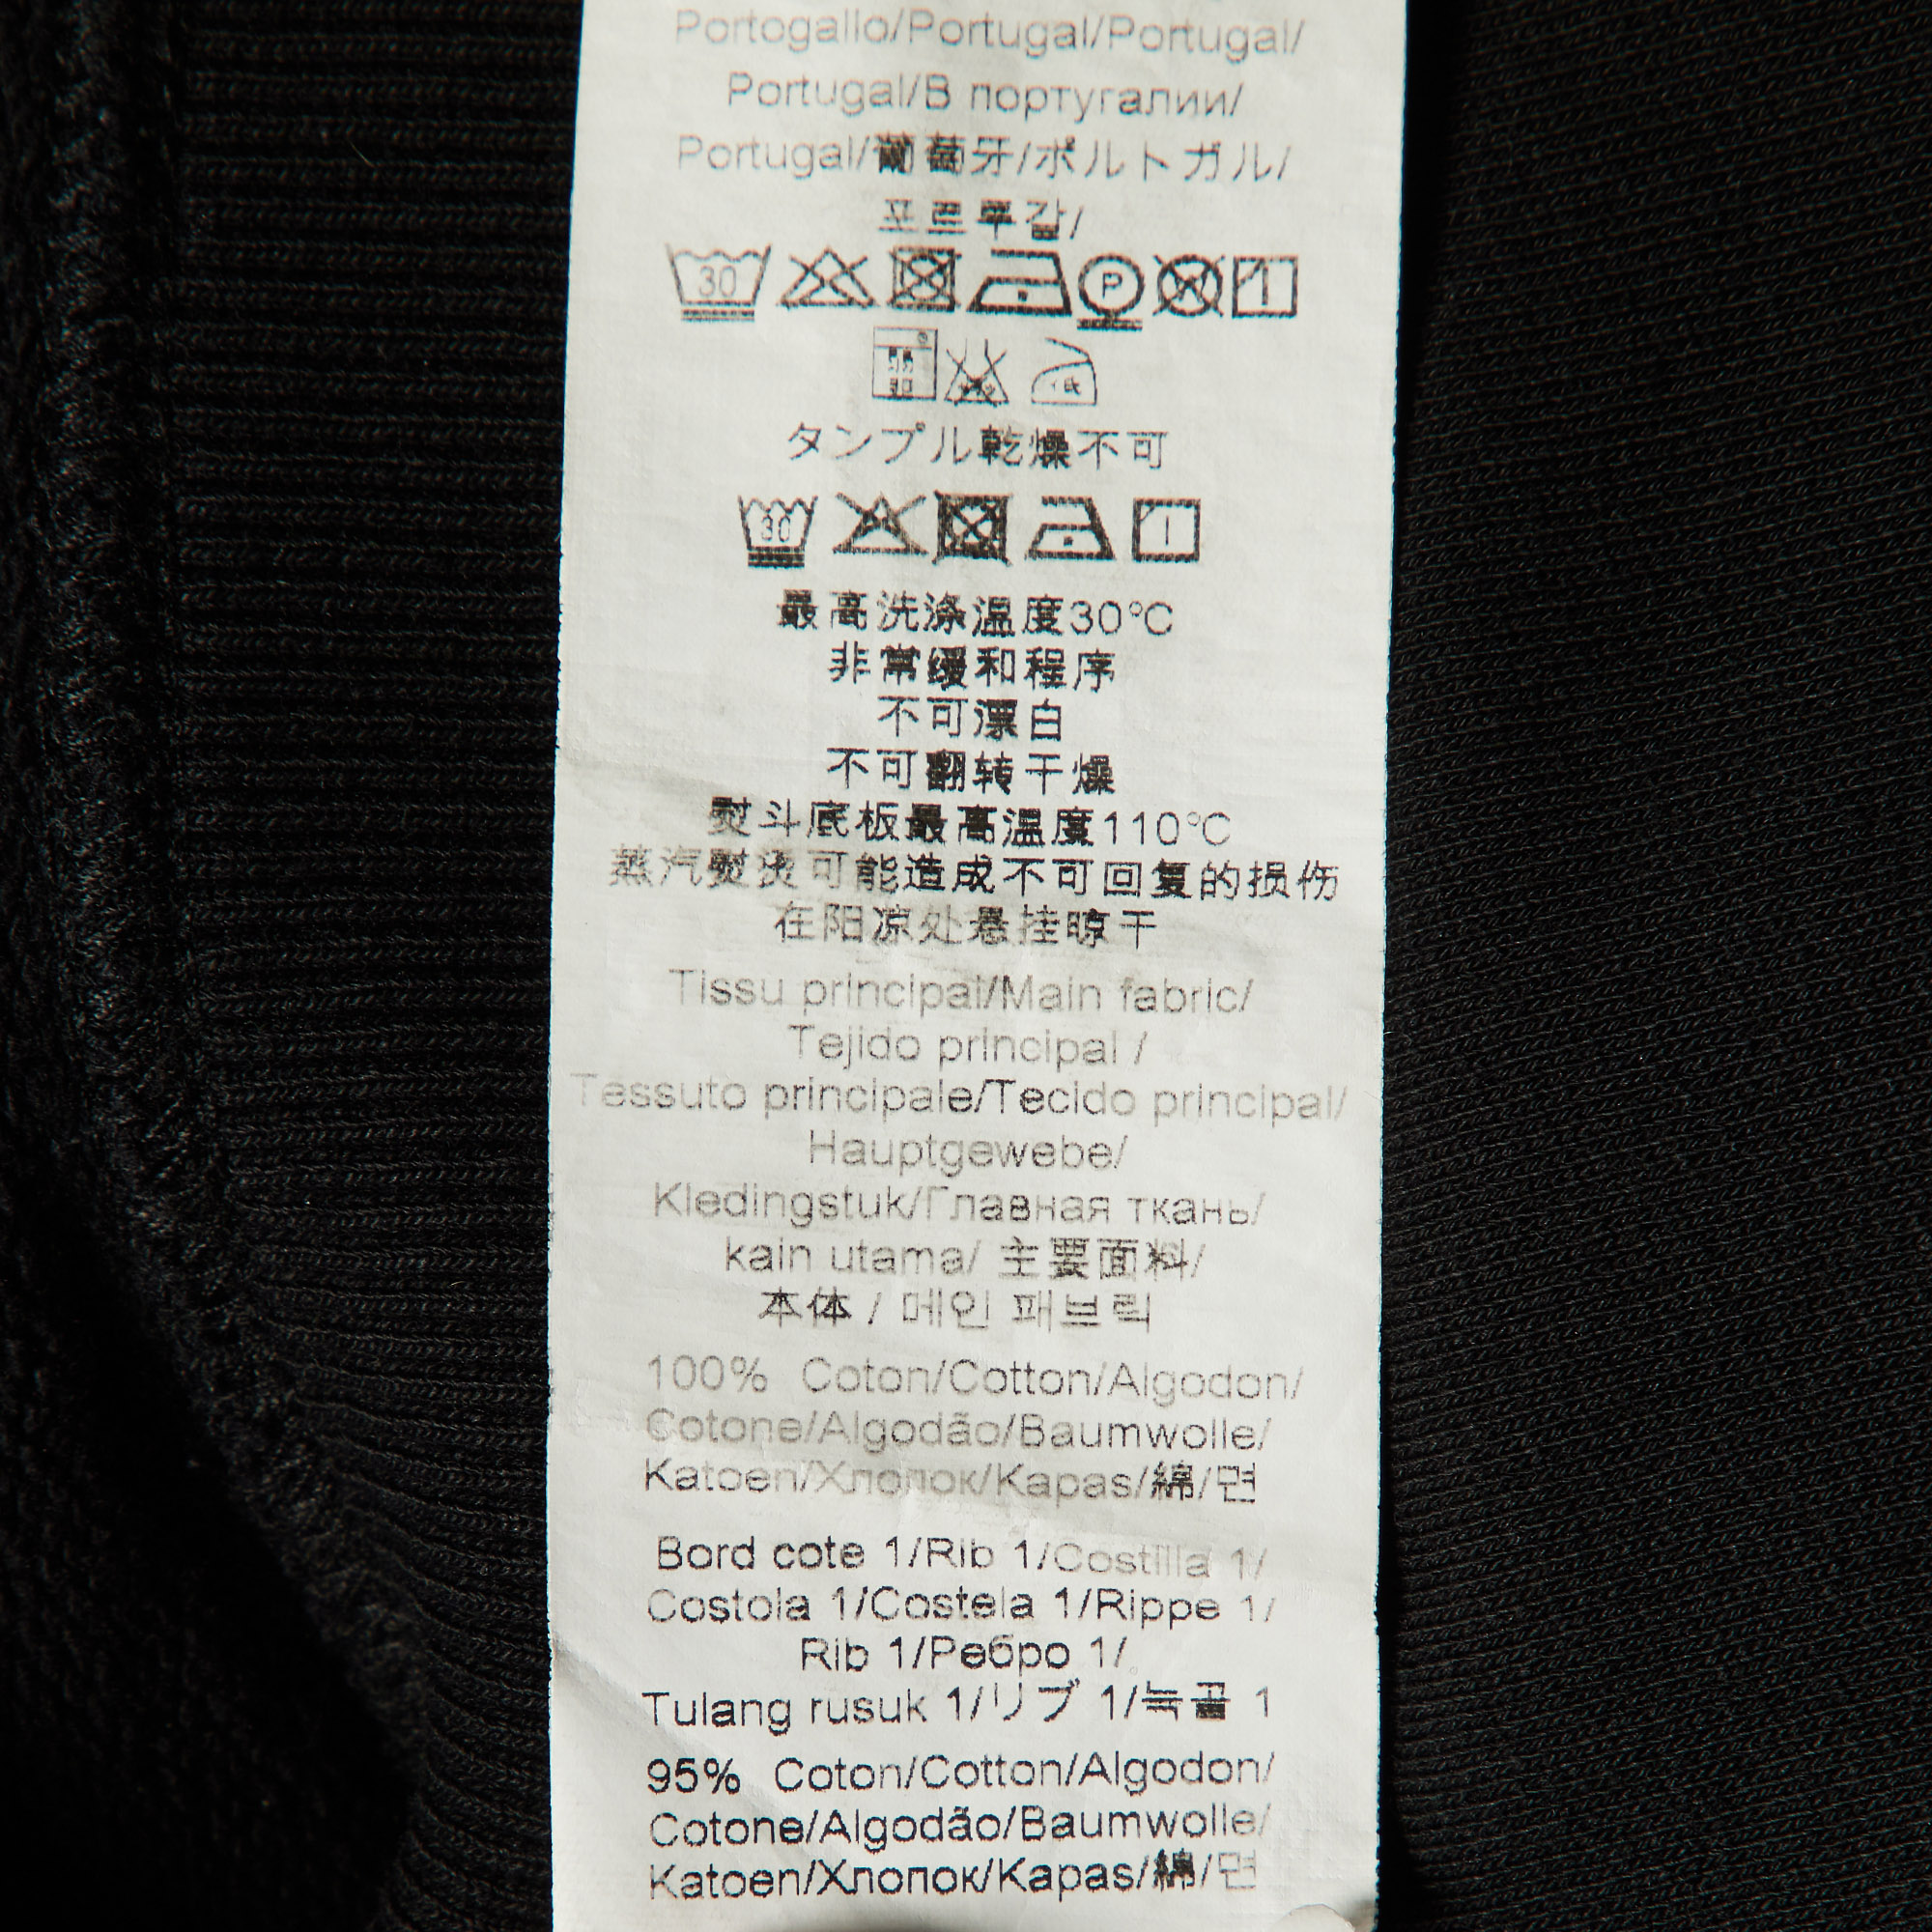 Portogallo/Portugal/Portugal/
Portugal/В португалии/
Portugal/葡萄牙/ポルトガル/
포르투갈/
30 P
タンブル乾燥不可
30
最高洗涤温度30°C
非常缓和程序
不可漂白
不可翻转干燥
熨斗底板最高温度110°C
蒸汽熨烫可能造成不可回复的损伤
在阳凉处悬挂晾干
Tissu principal/Main fabric/
Tejido principal /
Tessuto principale/Tecido principal/
Hauptgewebe/
Kledingstuk/Главная ткань/
kain utama/ 主要面料/
本体 / 메인 패브릭
100% Coton/Cotton/Algodon/
Cotone/Algodão/Baumwolle/
Katoen/Хлопок/Kapas/綿/면
Bord cote 1/Rib 1/Costilla 1/
Costola 1/Costela 1/Rippe 1/
Rib 1/Ребро 1/
Tulang rusuk 1/リブ 1/늑골 1
95% Coton/Cotton/Algodon/
Cotone/Algodão/Baumwolle/
Katoen/Хлопок/Kapas/綿/면